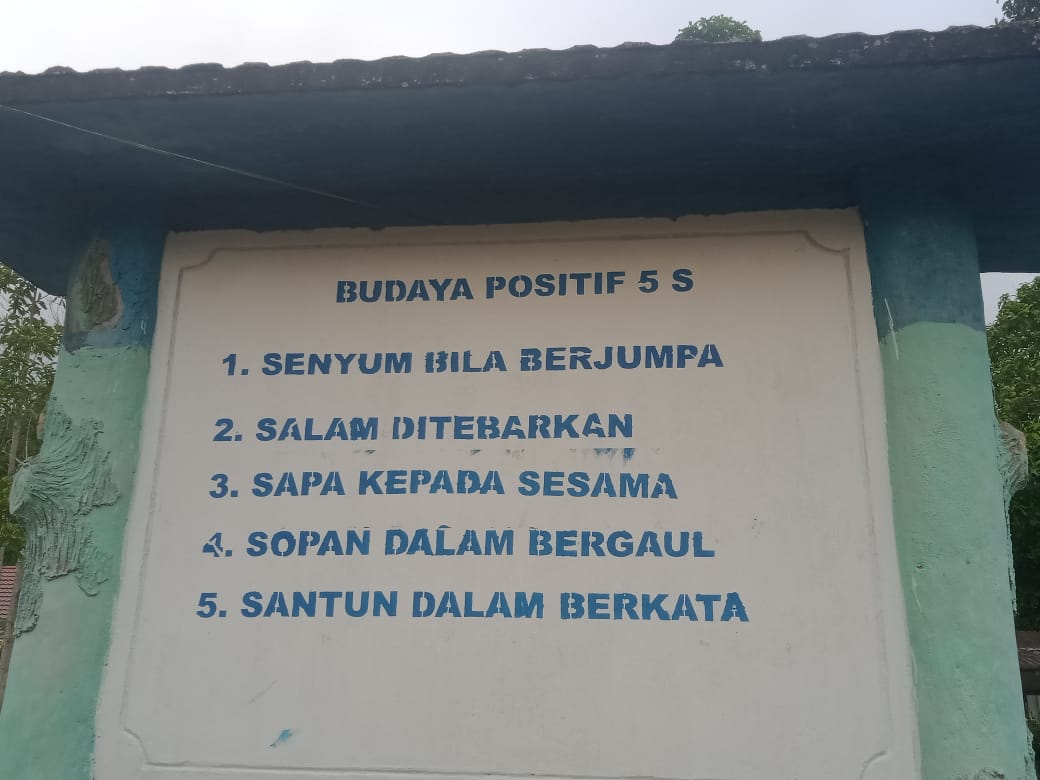 BUDAYA POSITIF 5 S
1. SENYUM BILA BERJUMPA
2. SALAM DITEBARKAN
3. SAPA KEPADA SESAMA
4. SOPAN DALAM BERGAUL
5. SANTUN DALAM BERKATA